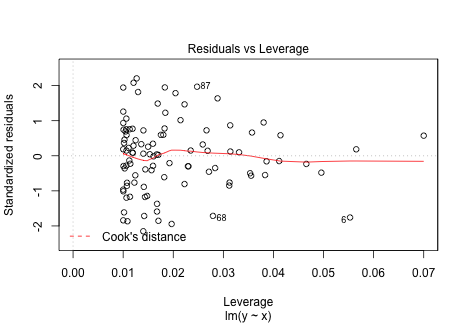 Residuals vs Leverage
Standardized residuals
2
1
0
-1
-2
87
68
6
Cook's distance
0.00 0.01 0.02 0.03 0.04 0.05 0.06 0.07
Leverage
lm(y ~ x)